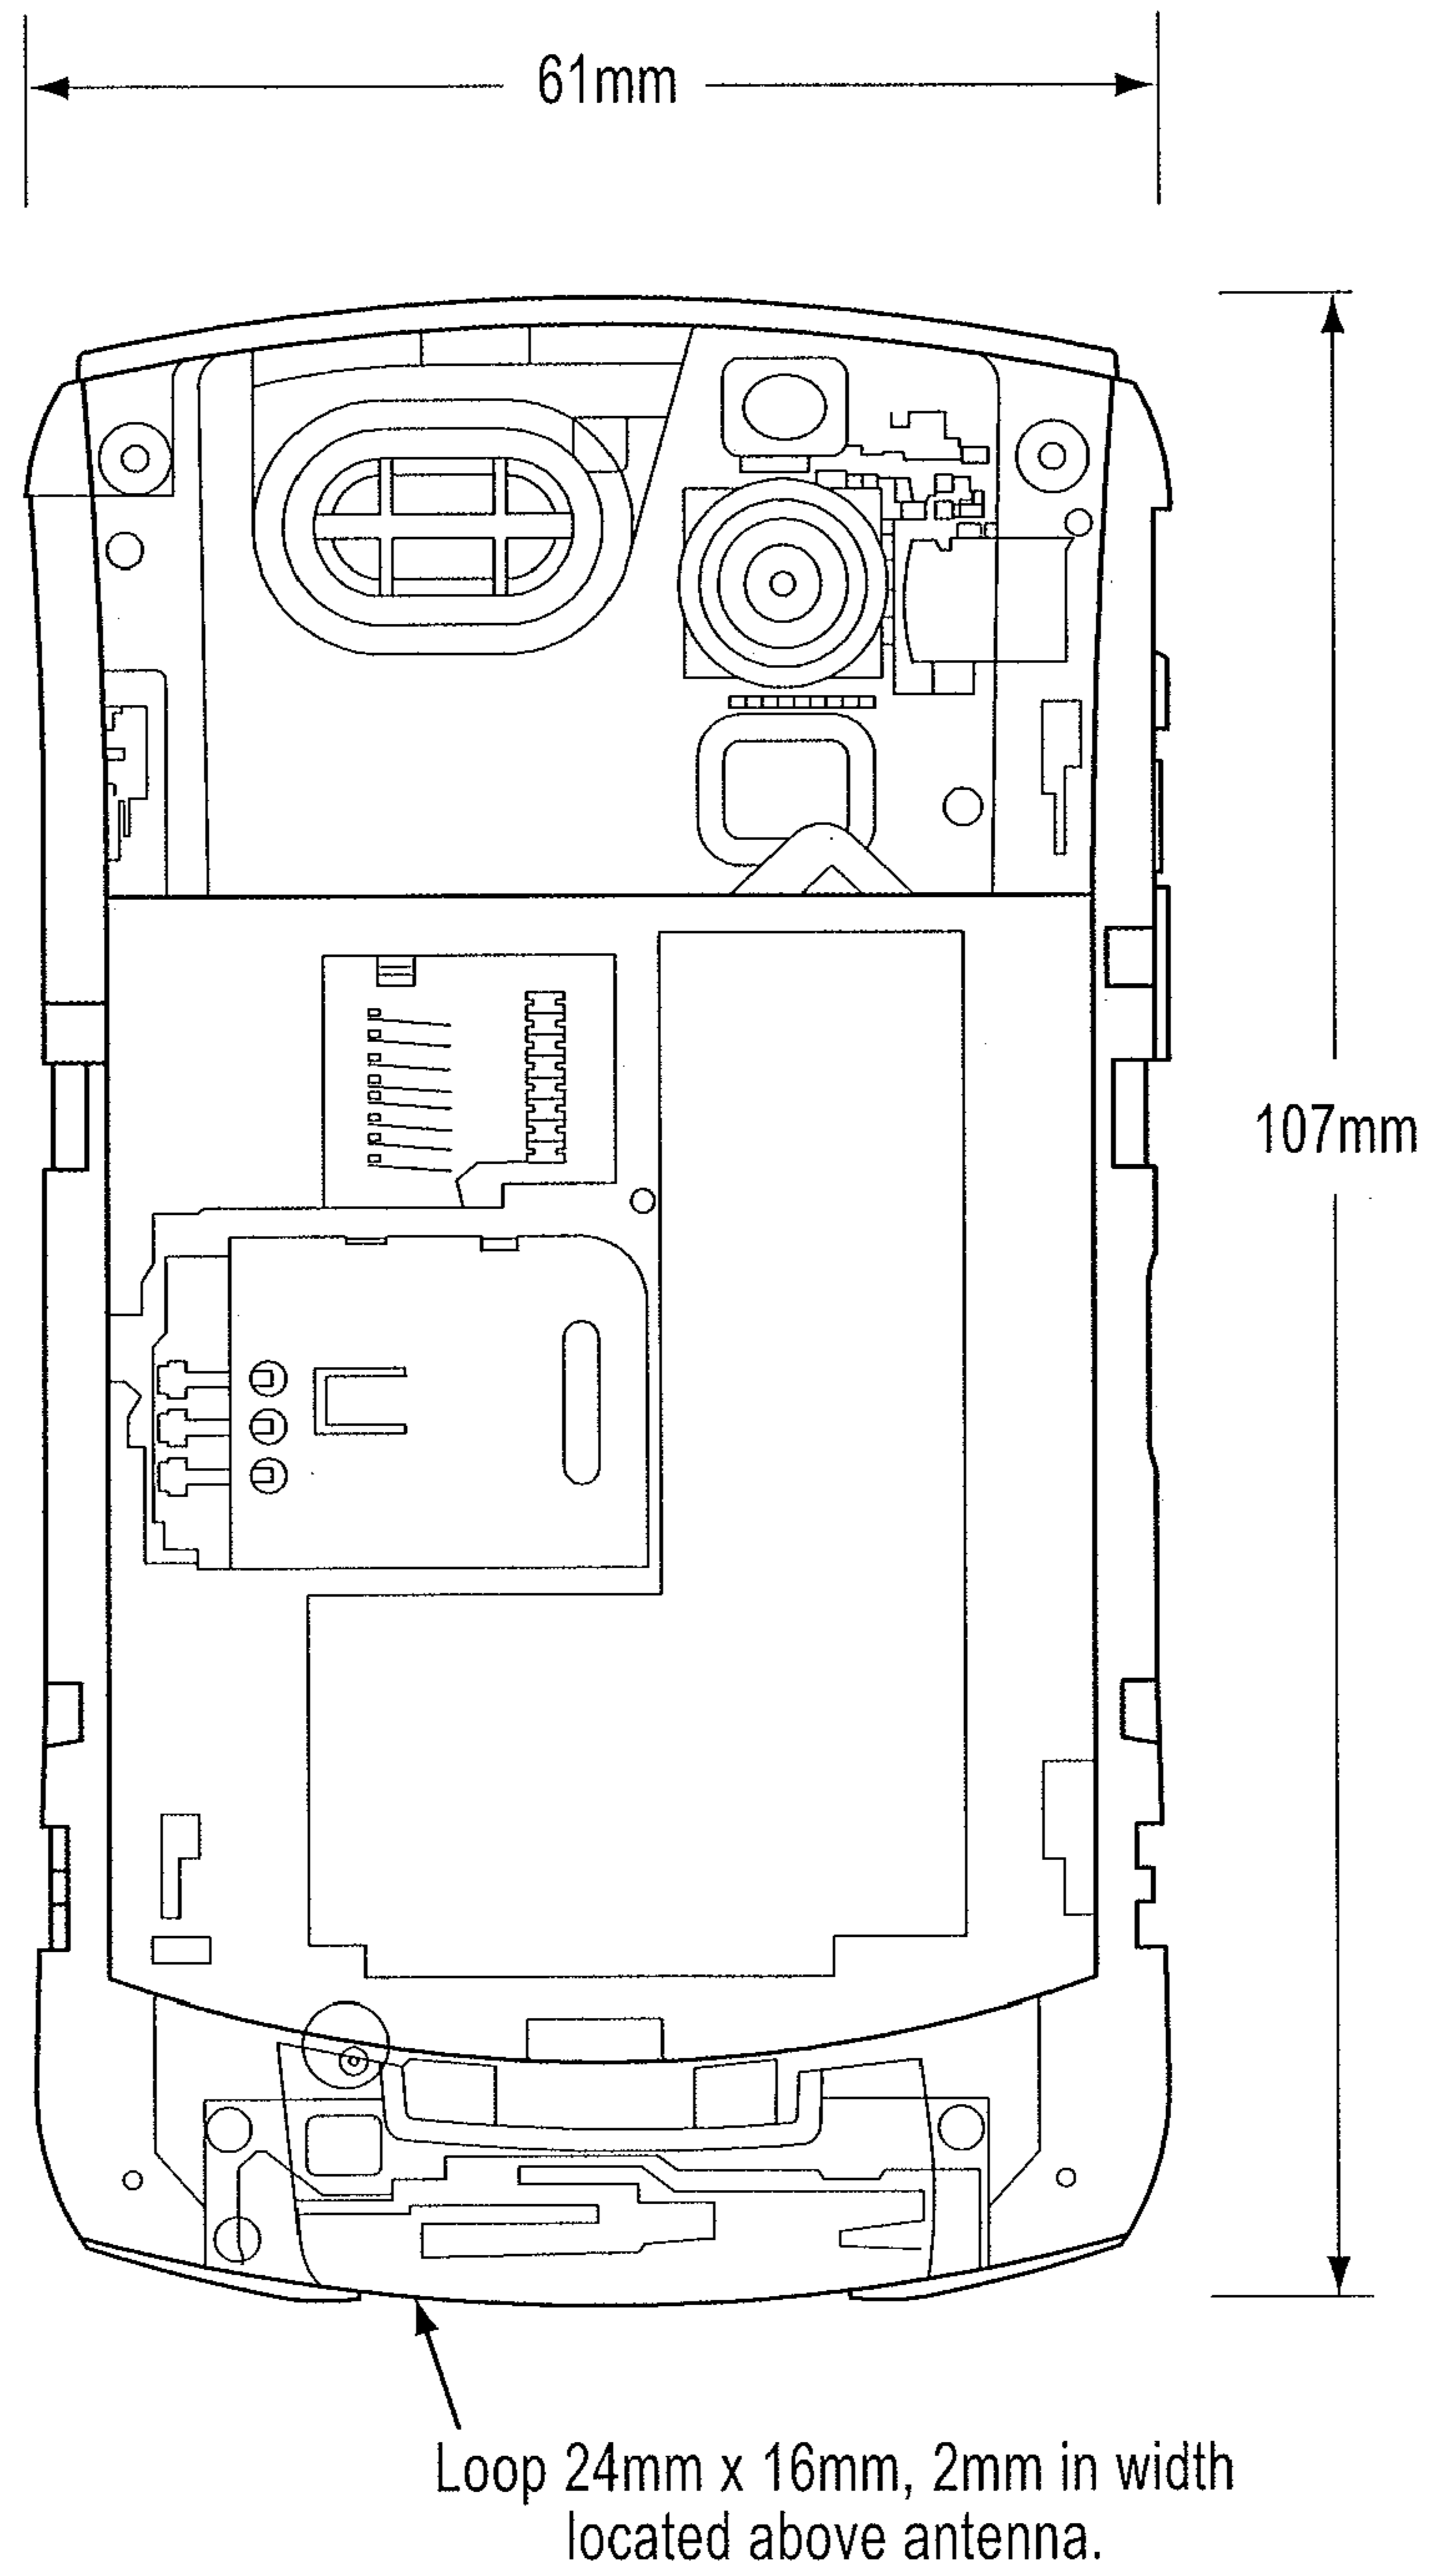 61mm
107mm
Loop 24mm x 16mm, 2mm in width
located above antenna.